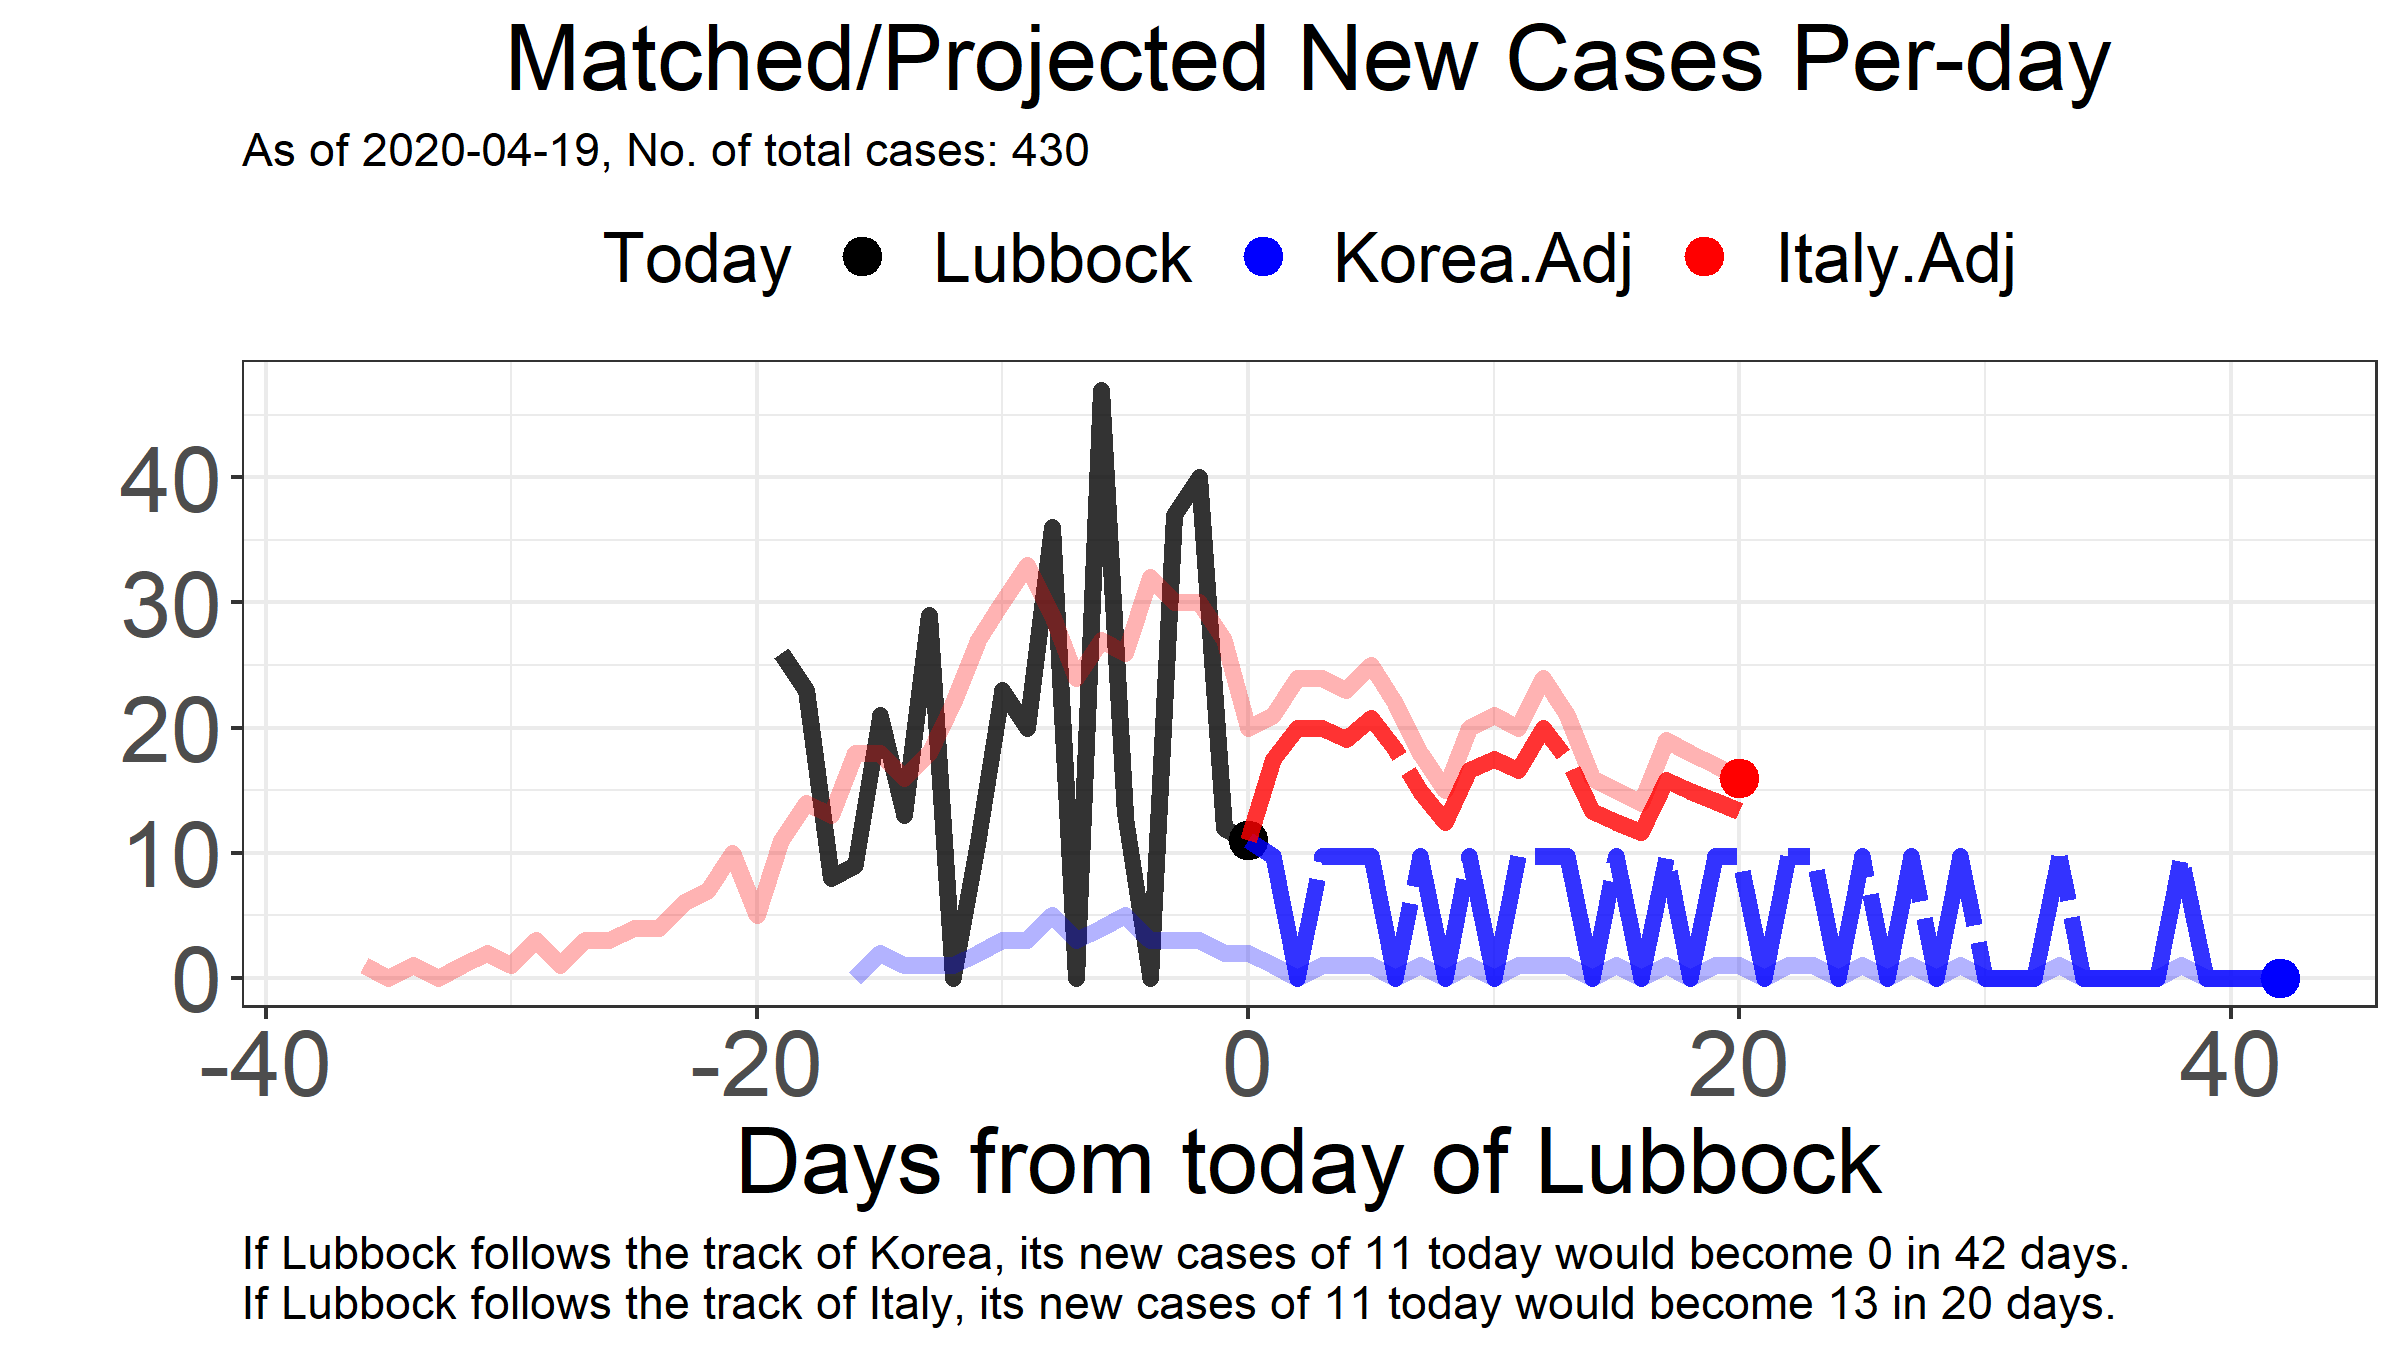 Matched/Projected New Cases Per-day
As of 2020-04-19, No. of total cases: 430
Today Lubbock Korea.Adj Italy.Adj
40
30
20
10
0
-40 -20 0 20 40
Days from today of Lubbock
If Lubbock follows the track of Korea, its new cases of 11 today would become 0 in 42 days.
If Lubbock follows the track of Italy, its new cases of 11 today would become 13 in 20 days.